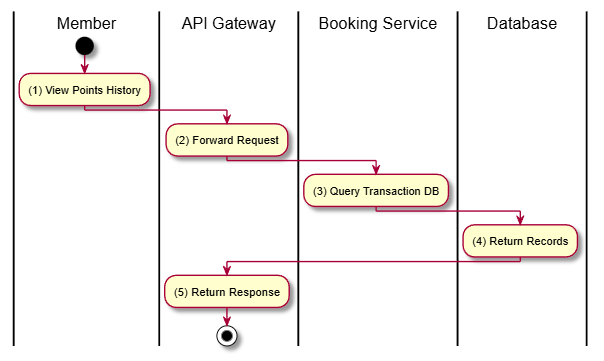 Member API Gateway Booking Service Database
(1) View Points History
(2) Forward Request
(3) Query Transaction DB
(4) Return Records
(5) Return Response